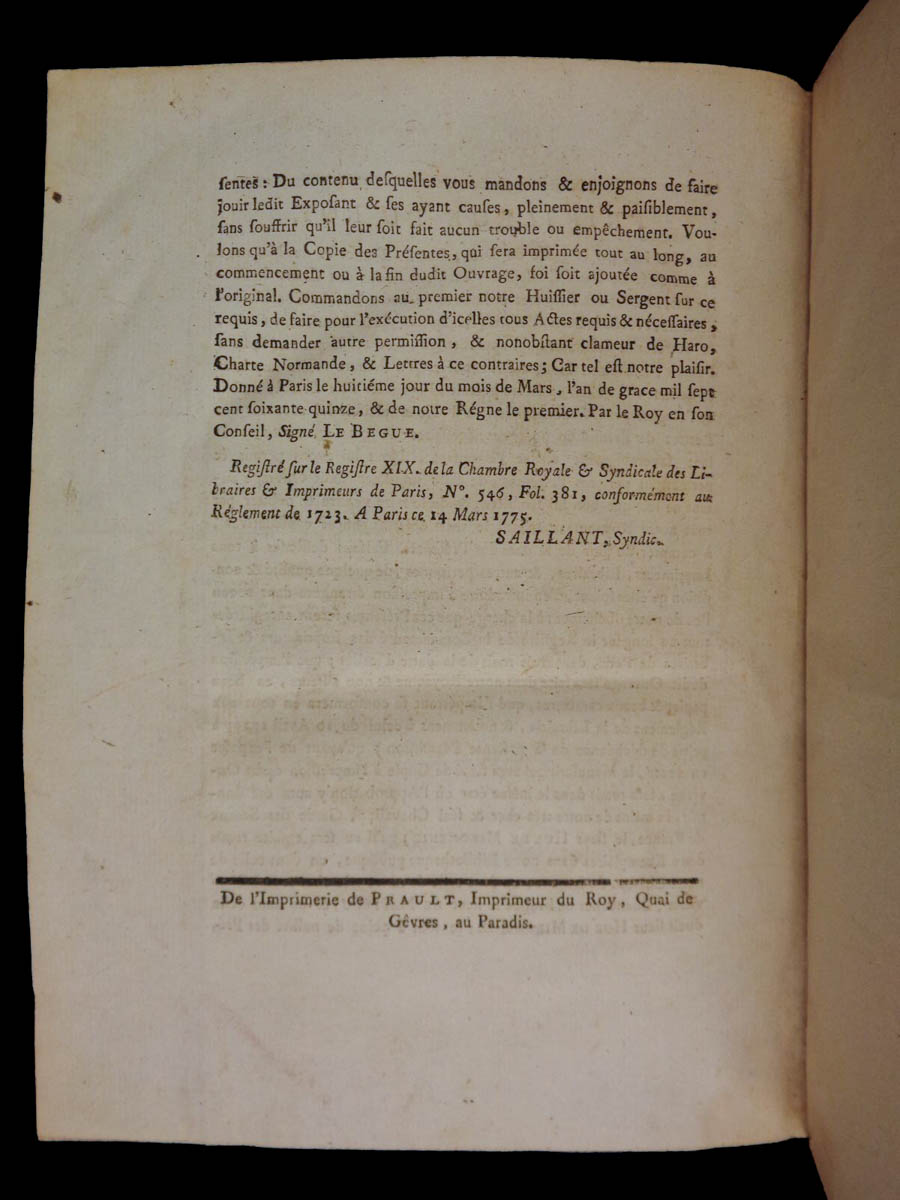 ſentes : Du contenu deſquelles vous mandons & enjoignons de faire
jouir ledit Expoſant & ſes ayant cauſes, pleinement & paiſiblement,
ſans ſouffrir qu'il leur ſoit fait aucun trouble ou empêchement. Vou-
lons qu'à la Copie des Préſentes, qui ſera imprimée tout au long, au
commencement ou à la fin dudit Ouvrage, foi ſoit ajoutée comme à
l'original. Commandons au premier notre Huiſſier ou Sergent ſur ce
requis, de faire pour l'exécution d'icelles tous Actes requis & néceſſaires,
ſans demander autre permiſſion, & nonobſtant clameur de Haro,
Charte Normande, & Lettres à ce contraires; Car tel eſt notre plaiſir.
Donné à Paris le huitiéme jour du mois de Mars, l'an de grace mil ſept
cent ſoixante quinze, & de notre Régne le premier. Par le Roy en ſon
Conſeil, Signé LE BEGUE.
Regiſtré ſur le Regiſtre XIX. de la Chambre Royale & Syndicale des Li-
braires & Imprimeurs de Paris, N°. 546, Fol. 381, conformément au
Réglement de 1723. A Paris ce 14 Mars 1775.
SAILLANT, Syndic.
De l'Imprimerie de PRAULT, Imprimeur du Roy, Quai de
Gêvres, au Paradis.